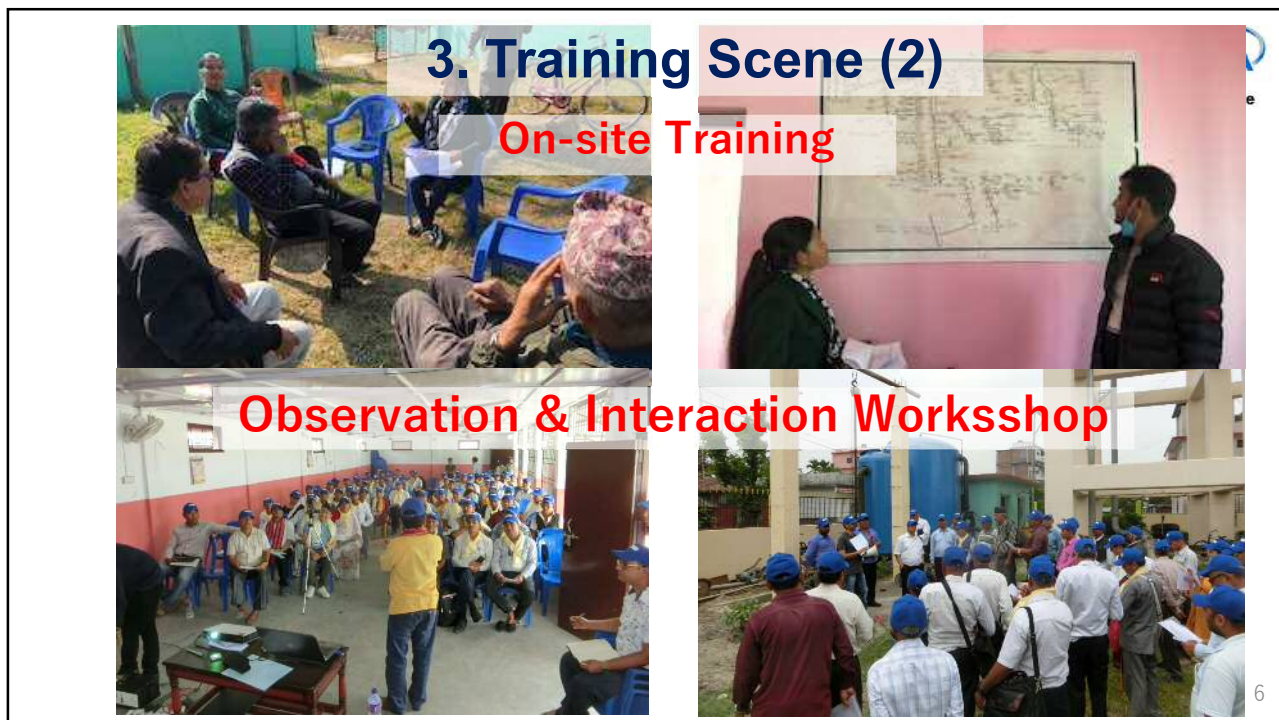 3. Training Scene (2)
e
On-site Training
Observation & Interaction Worksshop
6